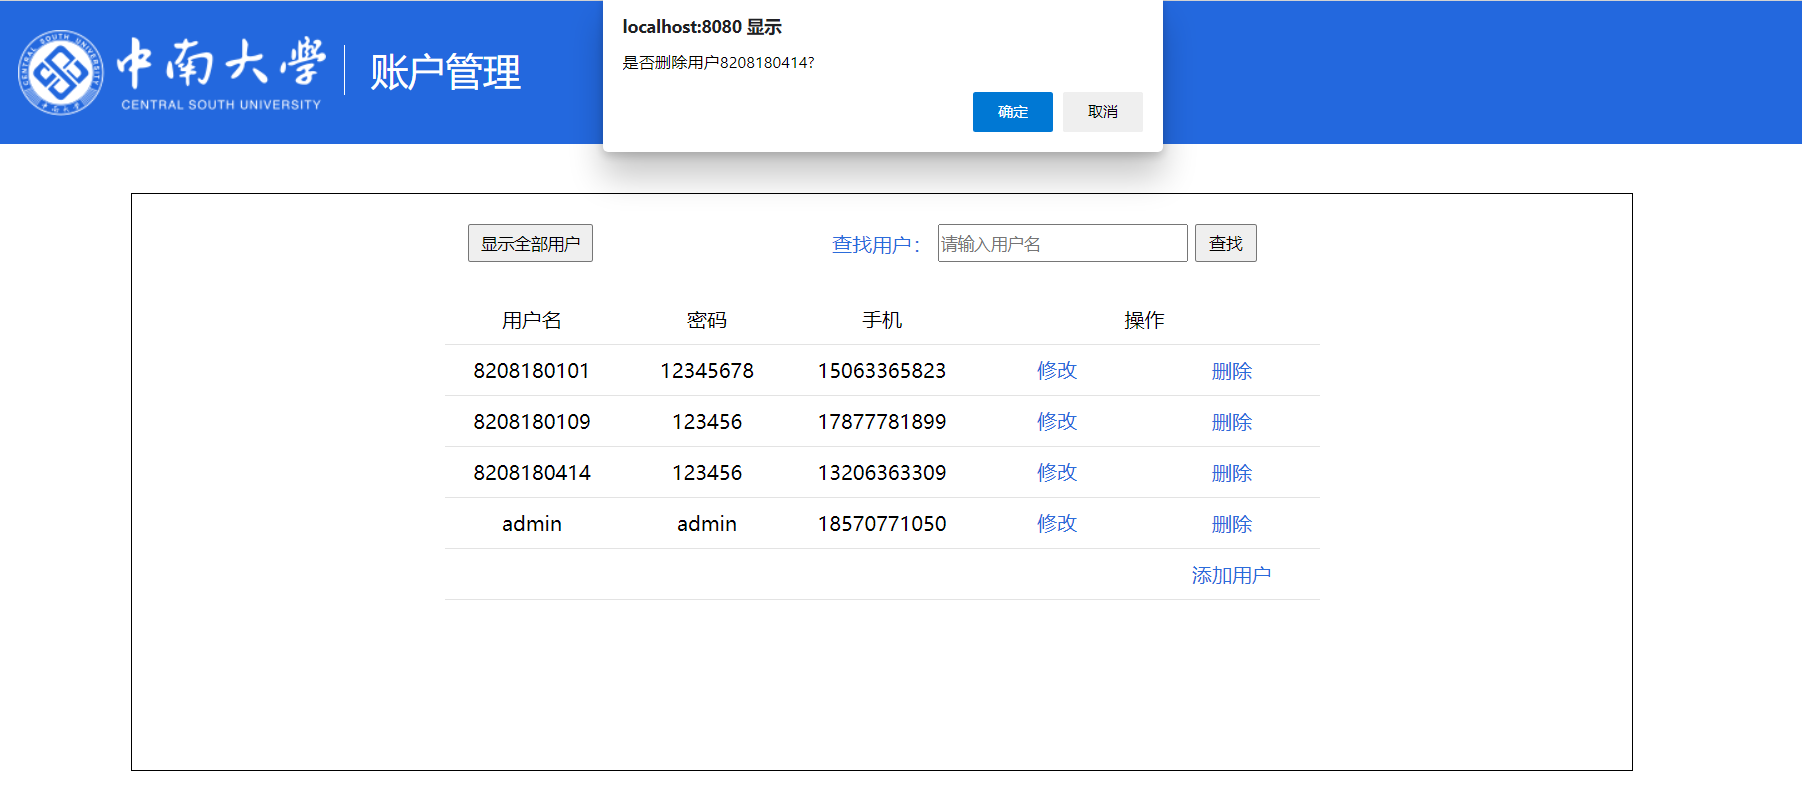 localhost:8080 显示
是否删除用户8208180414?
确定 取消
中南大学 账户管理
CENTRAL SOUTH UNIVERSITY
显示全部用户 查找用户： 请输入用户名 查找
用户名 密码 手机 操作
8208180101 12345678 15063365823 修改 删除
8208180109 123456 17877781899 修改 删除
8208180414 123456 13206363309 修改 删除
admin admin 18570771050 修改 删除
添加用户